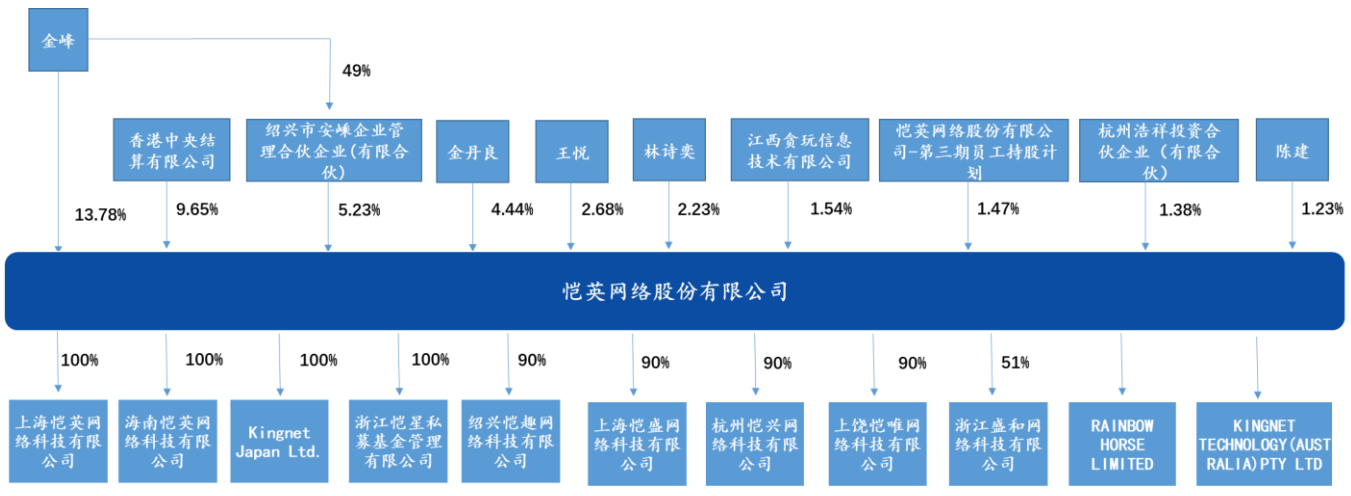 金峰
49%
香港中央结
算有限公司
绍兴市安嵊企业管
理合伙企业(有限合
伙)
金丹良
王悦
林诗奕
江西贪玩信息
技术有限公司
恺英网络股份有限公
司-第三期员工持股计
划
杭州浩祥投资合
伙企业（有限合
伙）
陈建
13.78%
9.65%
5.23%
4.44%
2.68%
2.23%
1.54%
1.47%
1.38%
1.23%
恺英网络股份有限公司
100%
100%
100%
100%
90%
90%
90%
90%
51%
上海恺英网
络科技有限
公司
海南恺英网
络科技有限
公司
Kingnet
Japan Ltd.
浙江恺星私
募基金管理
有限公司
绍兴恺趣网
络科技有限
公司
上海恺盛网
络科技有限
公司
杭州恺兴网
络科技有限
公司
上饶恺唯网
络科技有限
公司
浙江盛和网
络科技有限
公司
RAINBOW
HORSE
LIMITED
KINGNET
TECHNOLOGY(AUST
RALIA)PTY LTD